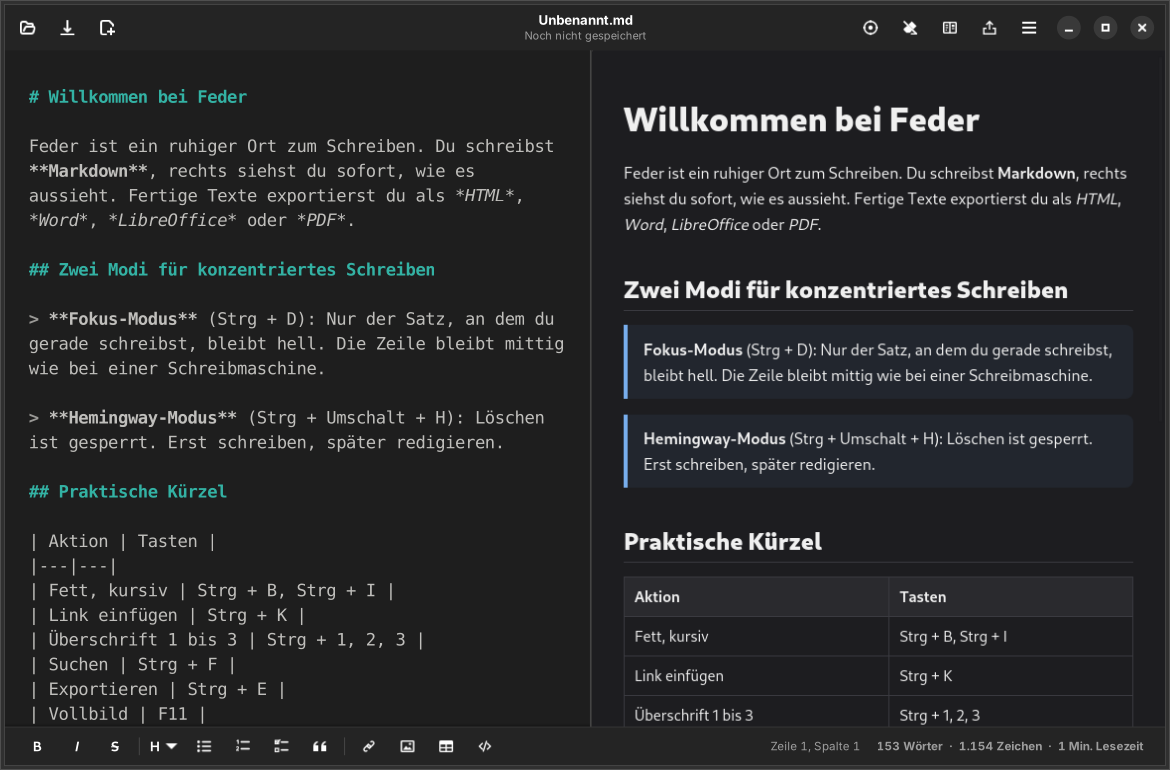 Unbenannt.md
Noch nicht gespeichert
# Willkommen bei Feder
Feder ist ein ruhiger Ort zum Schreiben. Du schreibst
**Markdown**, rechts siehst du sofort, wie es
aussieht. Fertige Texte exportierst du als *HTML*,
*Word*, *LibreOffice* oder *PDF*.
## Zwei Modi für konzentriertes Schreiben
> **Fokus-Modus** (Strg + D): Nur der Satz, an dem du
gerade schreibst, bleibt hell. Die Zeile bleibt mittig
wie bei einer Schreibmaschine.
> **Hemingway-Modus** (Strg + Umschalt + H): Löschen
ist gesperrt. Erst schreiben, später redigieren.
## Praktische Kürzel
| Aktion | Tasten |
|---|---|
| Fett, kursiv | Strg + B, Strg + I |
| Link einfügen | Strg + K |
| Überschrift 1 bis 3 | Strg + 1, 2, 3 |
| Suchen | Strg + F |
| Exportieren | Strg + E |
| Vollbild | F11 |
Willkommen bei Feder
Feder ist ein ruhiger Ort zum Schreiben. Du schreibst Markdown, rechts
siehst du sofort, wie es aussieht. Fertige Texte exportierst du als HTML,
Word, LibreOffice oder PDF.
Zwei Modi für konzentriertes Schreiben
Fokus-Modus (Strg + D): Nur der Satz, an dem du gerade schreibst,
bleibt hell. Die Zeile bleibt mittig wie bei einer Schreibmaschine.
Hemingway-Modus (Strg + Umschalt + H): Löschen ist gesperrt.
Erst schreiben, später redigieren.
Praktische Kürzel
Aktion Tasten
Fett, kursiv Strg + B, Strg + I
Link einfügen Strg + K
Überschrift 1 bis 3 Strg + 1, 2, 3
B I S H
Zeile 1, Spalte 1 153 Wörter · 1.154 Zeichen · 1 Min. Lesezeit